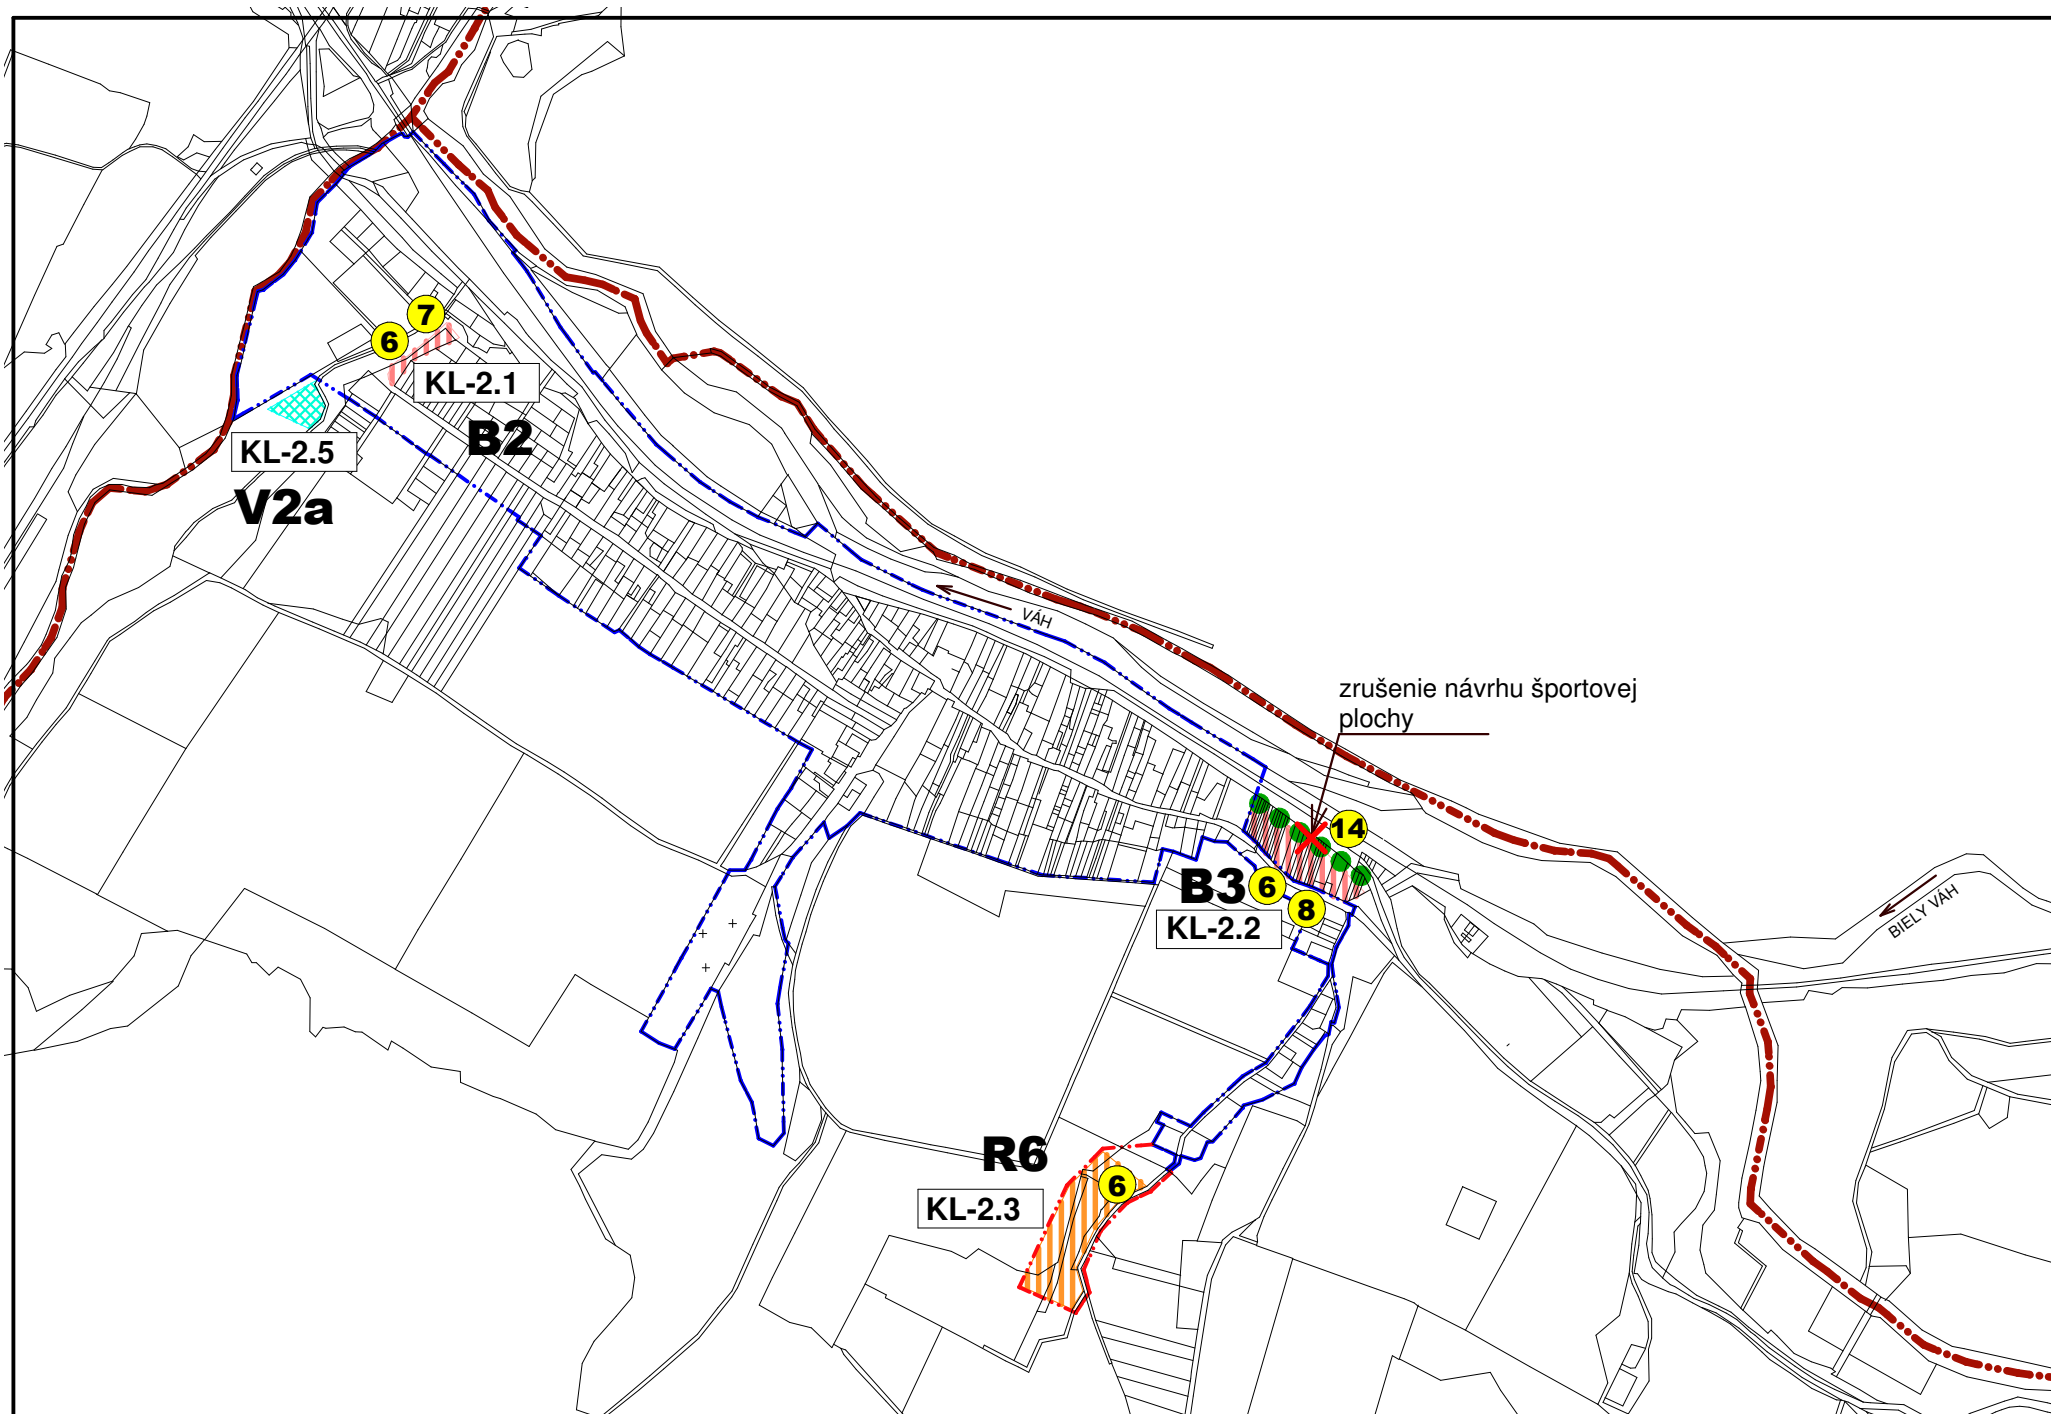 7
6
KL-2.1
B2
KL-2.5
V2a
VÁH
zrušenie návrhu športovej
plochy
14
B3
6
8
KL-2.2
BIELY VÁH
R6
6
KL-2.3